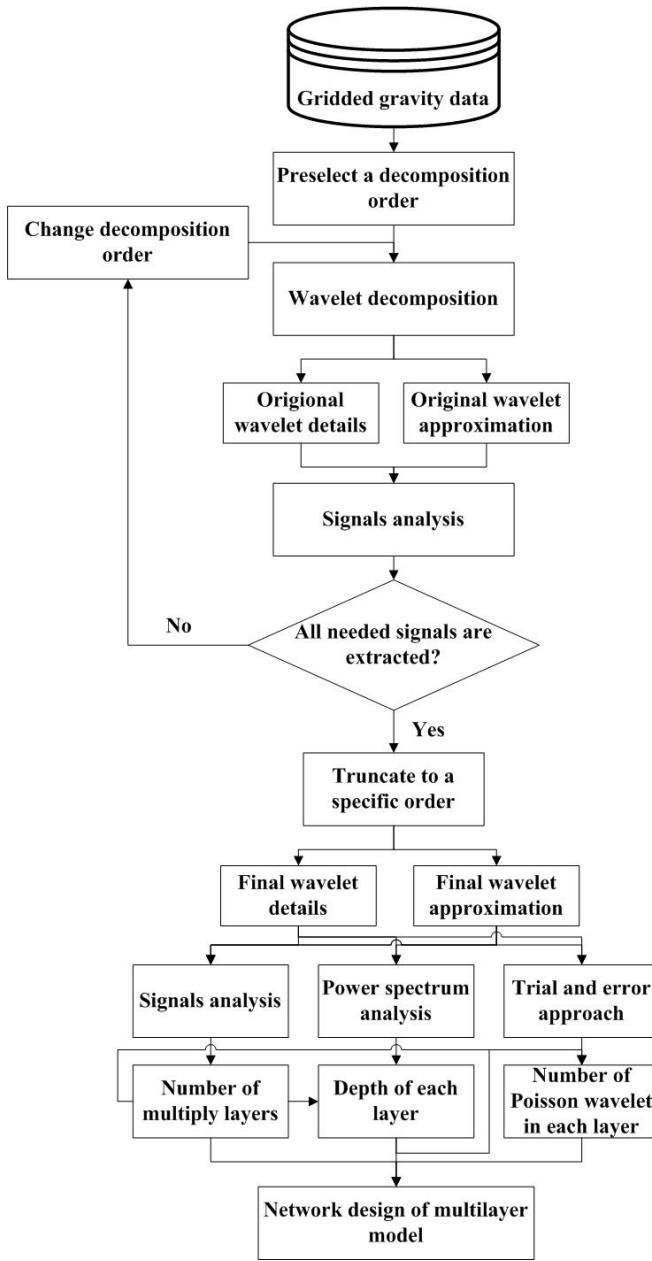 Gridded gravity data
Preselect a decomposition
order
Change decomposition
order
Wavelet decomposition
Origional
wavelet details
Original wavelet
approximation
Signals analysis
All needed signals are
extracted?
No
Yes
Truncate to a
specific order
Final wavelet
details
Final wavelet
approximation
Signals analysis
Power spectrum
analysis
Trial and error
approach
Number of
multiply layers
Depth of each
layer
Number of
Poisson wavelet
in each layer
Network design of multilayer
model